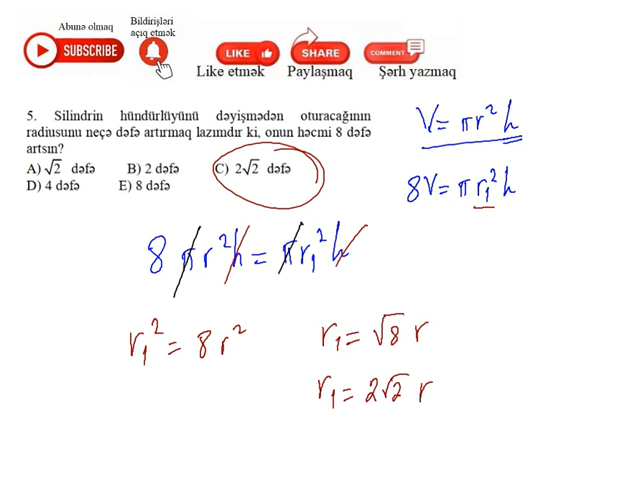 Abunə olmaq
Bildirişləri
açıq etmək
SUBSCRIBE
LIKE
SHARE
COMMENT
Like etmək Paylaşmaq Şərh yazmaq
5. Silindrin hündürlüyünü dəyişmədən oturacağının
radiusunu neçə dəfə artırmaq lazımdır ki, onun həcmi 8 dəfə
artsın?
A) √2 dəfə B) 2 dəfə C) 2√2 dəfə
D) 4 dəfə E) 8 dəfə
V = πr²h
8V = πr₁²h
8πr²h = πr₁²h
r₁² = 8r²
r₁ = √8 r
r₁ = 2√2 r